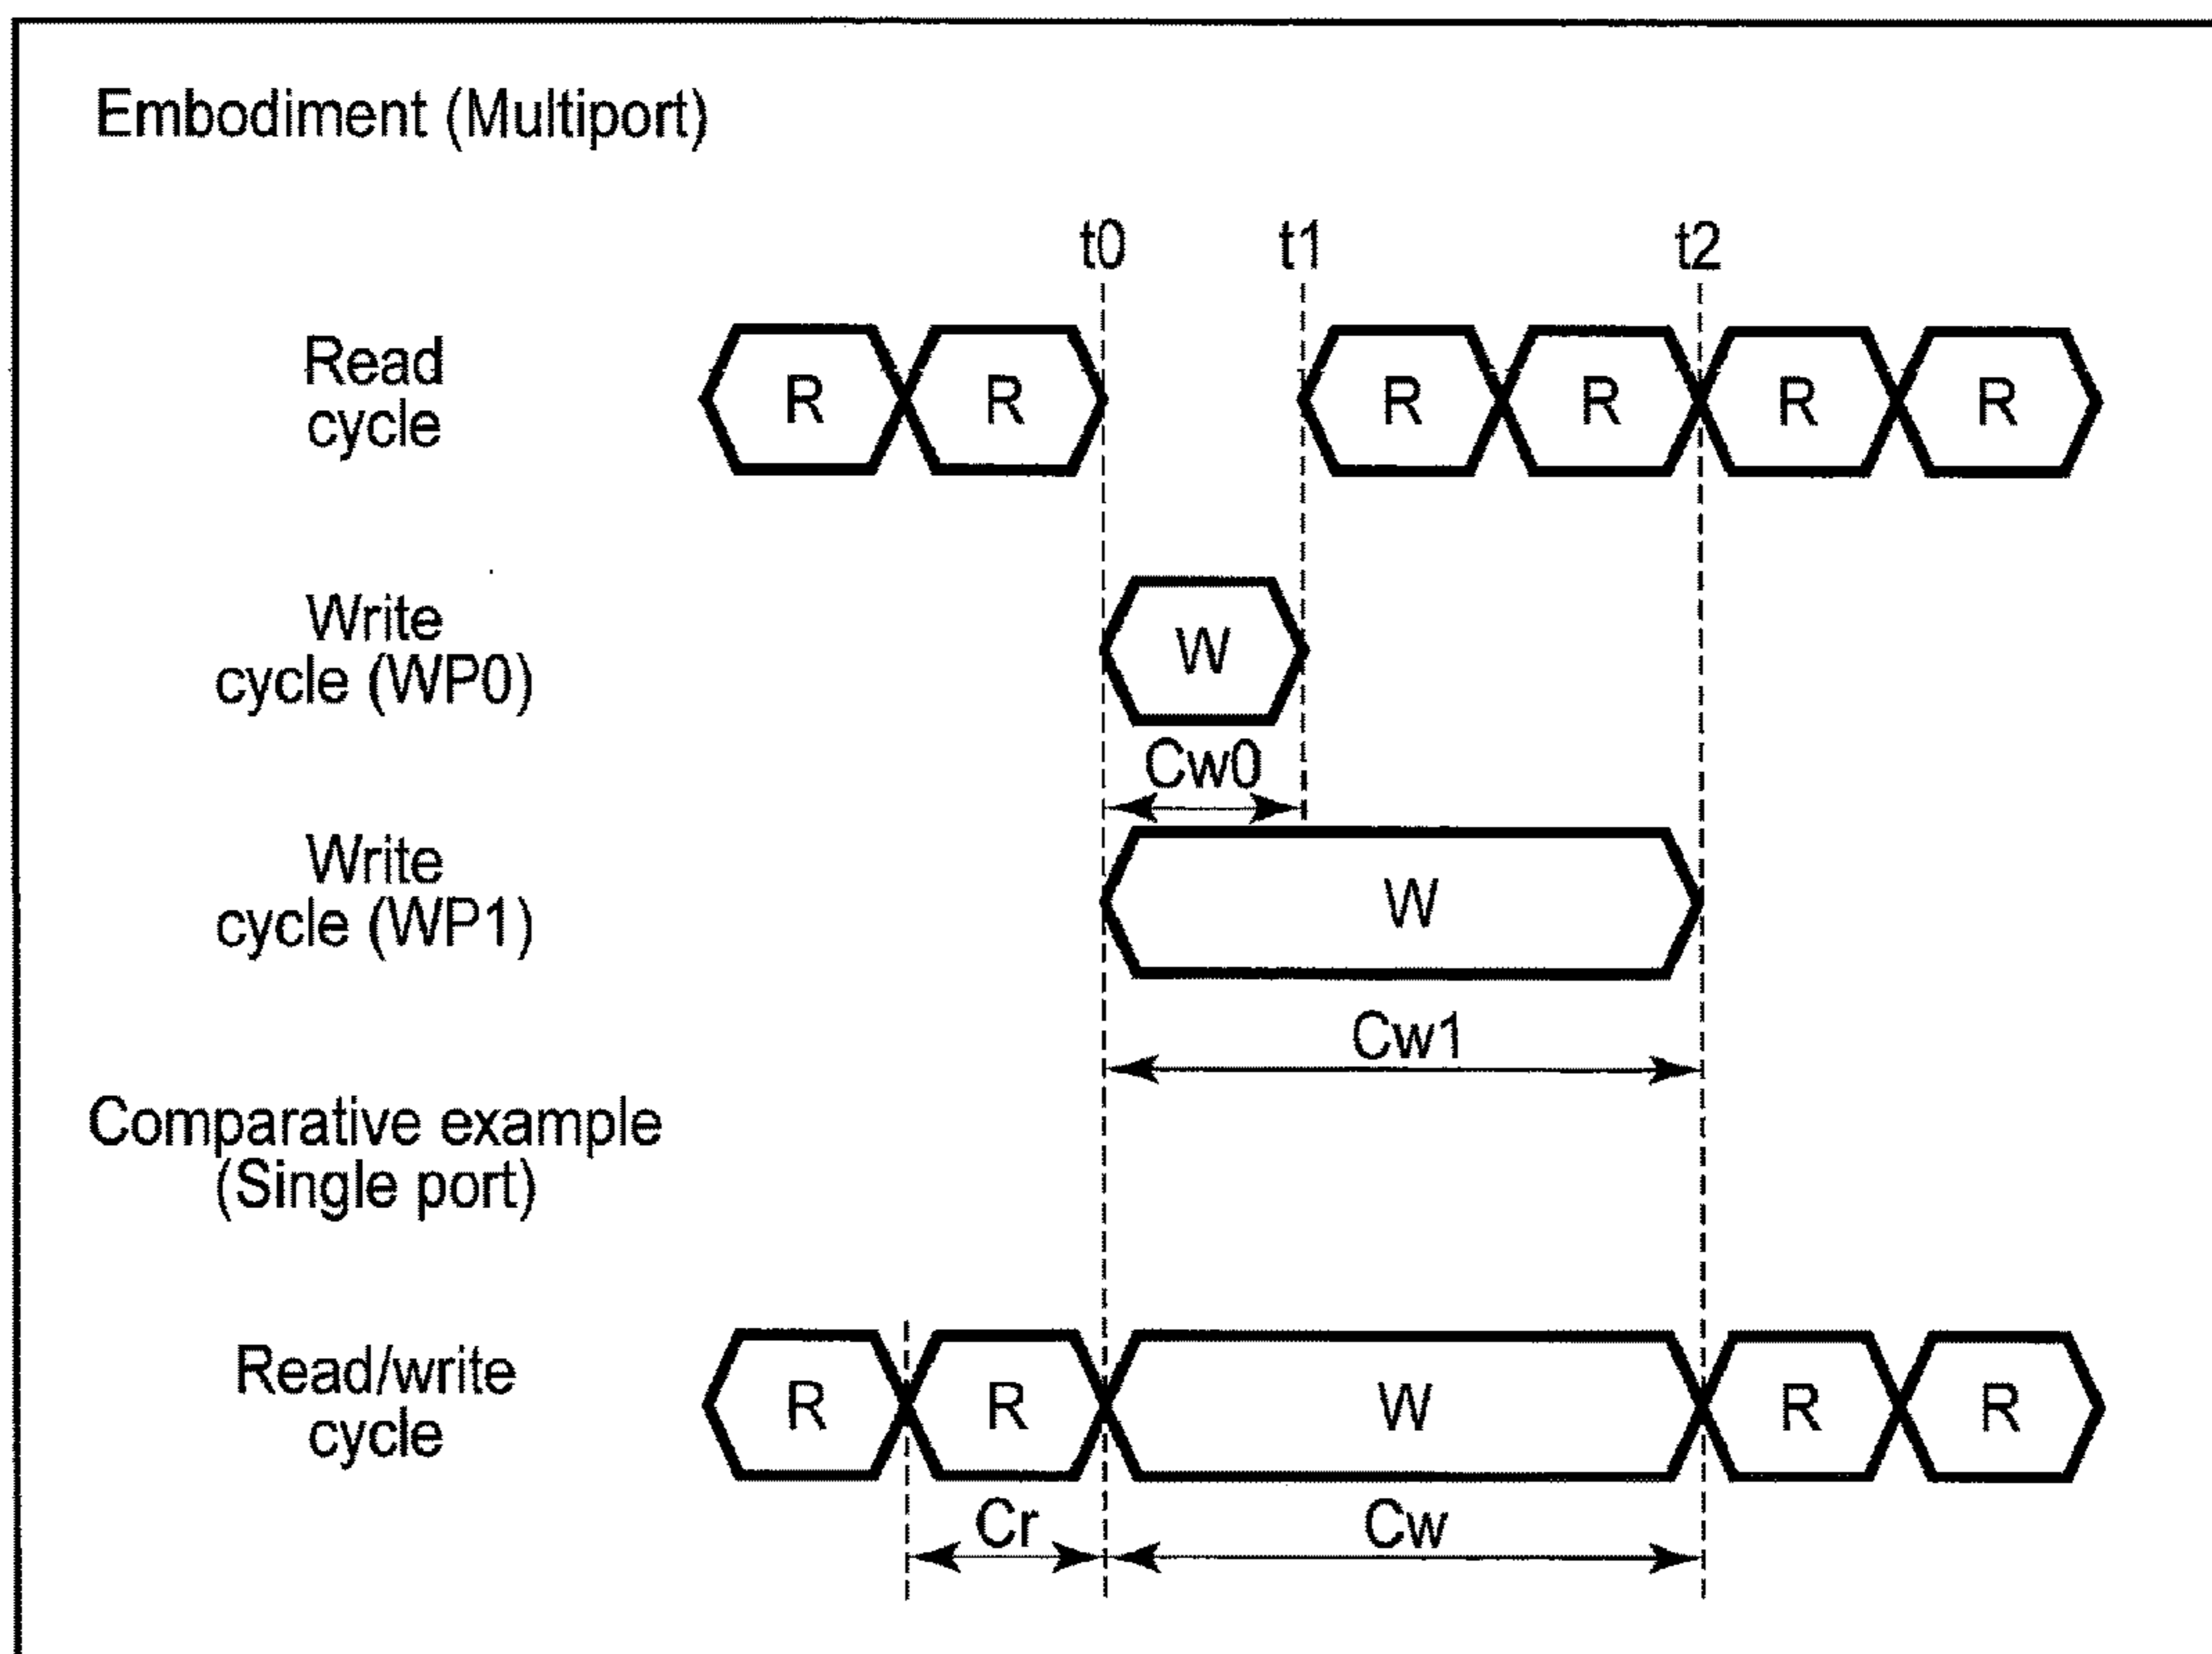 Embodiment (Multiport)
t0 t1 t2
Read
cycle
R R R R R R
Write
cycle (WP0)
W
Cw0
Write
cycle (WP1)
W
Cw1
Comparative example
(Single port)
Read/write
cycle
R R W R R
Cr Cw